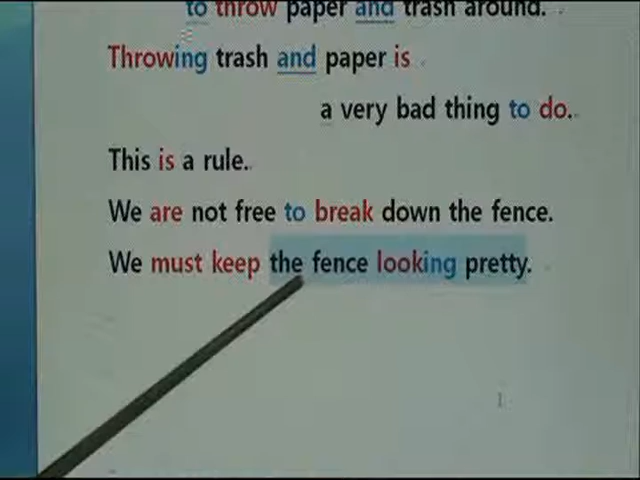 to throw paper and trash around.
Throwing trash and paper is
a very bad thing to do.
This is a rule.
We are not free to break down the fence.
We must keep the fence looking pretty.